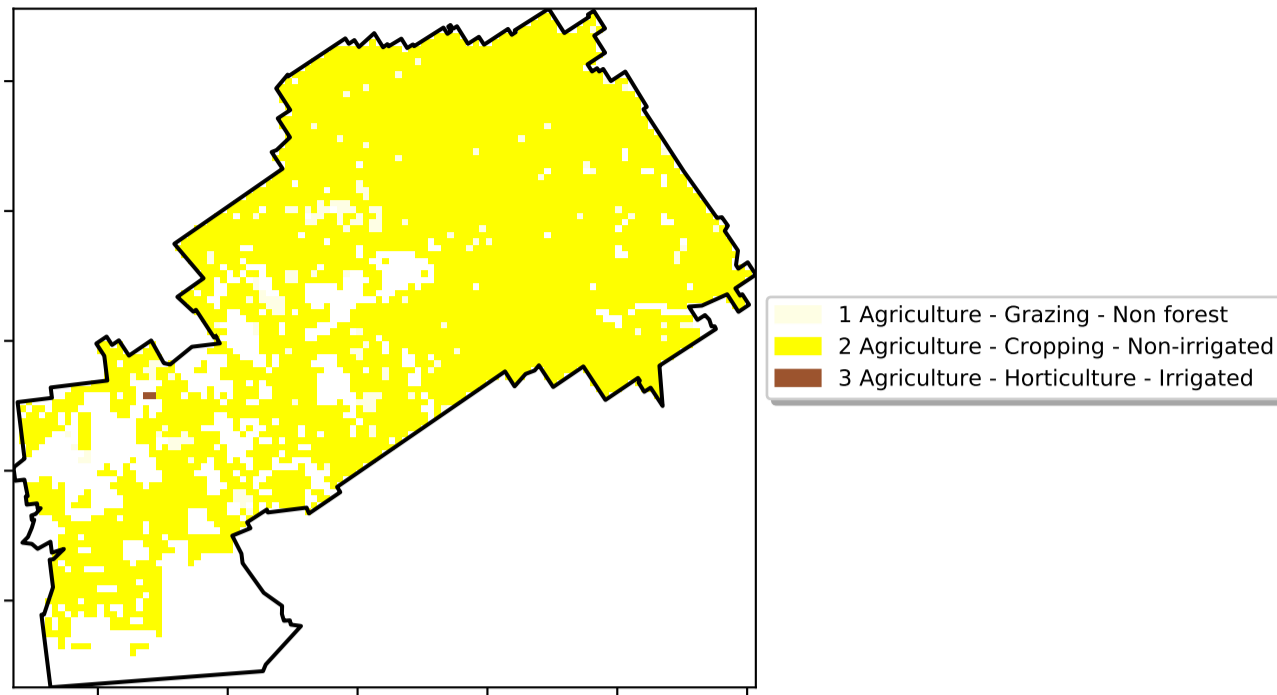 1 Agriculture - Grazing - Non forest
2 Agriculture - Cropping - Non-irrigated
3 Agriculture - Horticulture - Irrigated